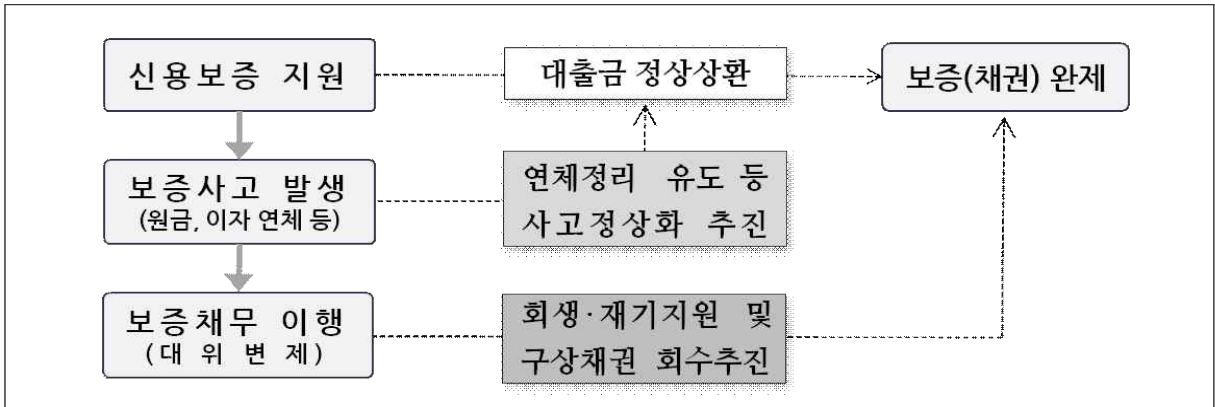 신용보증 지원
대출금 정상상환
보증(채권) 완제
보증사고 발생
(원금, 이자 연체 등)
연체정리 유도 등
사고정상화 추진
보증채무 이행
(대 위 변 제)
회생·재기지원 및
구상채권 회수추진